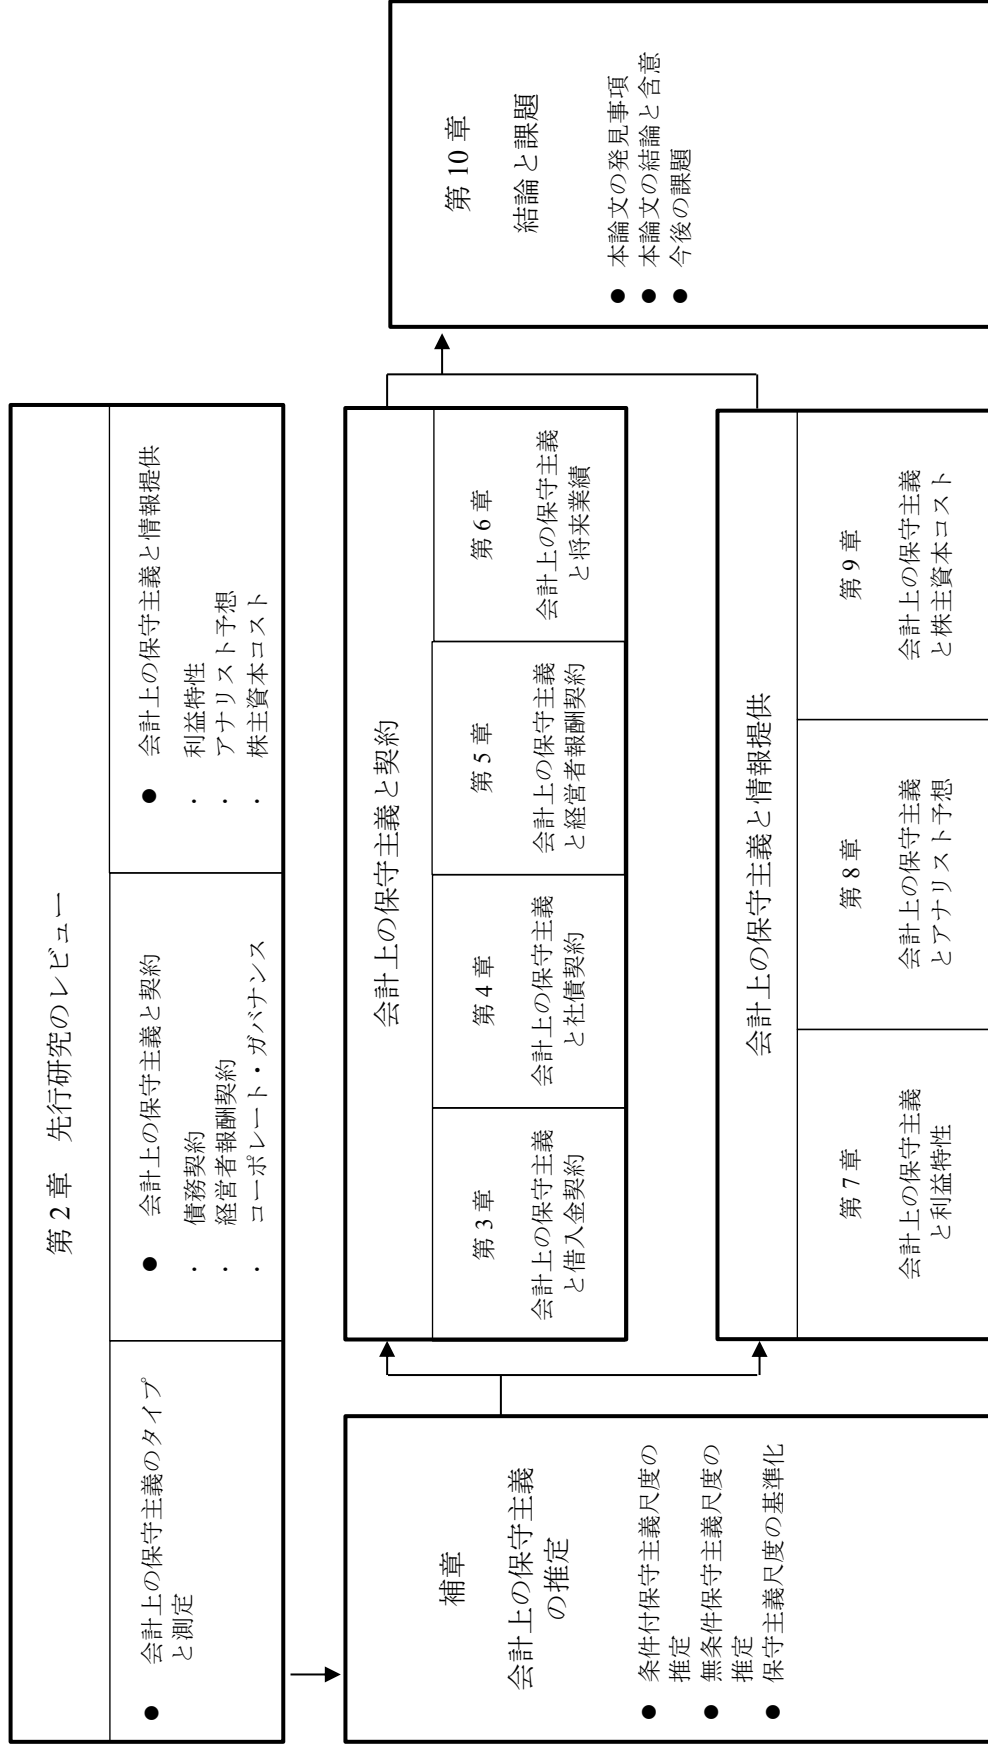 第2章　先行研究のレビュー
● 会計上の保守主義のタイプ
と測定
● 会計上の保守主義と契約
・ 債務契約
・ 経営者報酬契約
・ コーポレート・ガバナンス
● 会計上の保守主義と情報提供
・ 利益特性
・ アナリスト予想
・ 株主資本コスト
補章
会計上の保守主義
の推定
● 条件付保守主義尺度の
推定
● 無条件保守主義尺度の
推定
● 保守主義尺度の基準化
会計上の保守主義と契約
第3章
会計上の保守主義
と借入金契約
第4章
会計上の保守主義
と社債契約
第5章
会計上の保守主義
と経営者報酬契約
第6章
会計上の保守主義
と将来業績
会計上の保守主義と情報提供
第7章
会計上の保守主義
と利益特性
第8章
会計上の保守主義
とアナリスト予想
第9章
会計上の保守主義
と株主資本コスト
第10章
結論と課題
● 本論文の発見事項
● 本論文の結論と含意
● 今後の課題